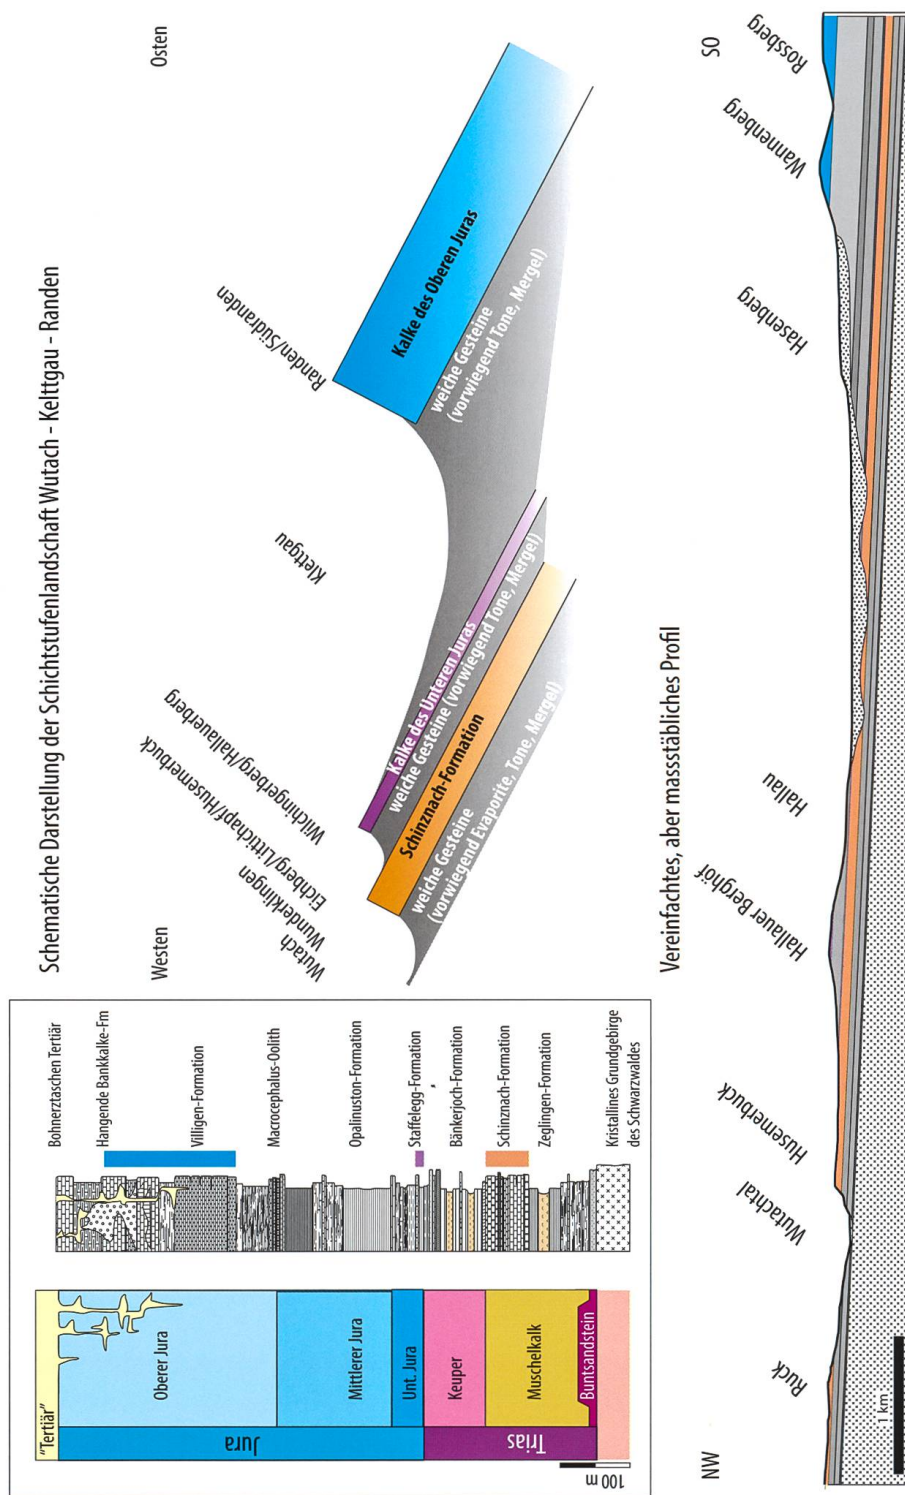 Schematische Darstellung der Schichtstufenlandschaft Wutach - Kelttgau - Randen
Westen
Osten
Wutach
Wunderklingen
Eichberg/Littichapf/Husemerbuck
Wilchingerberg/Hallauerberg
Klettgau
Randen/Südranden
Kalke des Oberen Juras
weiche Gesteine
(vorwiegend Tone, Mergel)
Kalke des Unteren Juras
weiche Gesteine (vorwiegend Tone, Mergel)
Schinznach-Formation
weiche Gesteine
(vorwiegend Evaporite, Tone, Mergel)
"Tertiär"
Jura
Trias
Oberer Jura
Mittlerer Jura
Unt. Jura
Keuper
Muschelkalk
Buntsandstein
100 m
Bohnerztaschen Tertiär
Hangende Bankkalke-Fm
Villigen-Formation
Macrocephalus-Oolith
Opalinuston-Formation
Staffelegg-Formation
Bänkerjoch-Formation
Schinznach-Formation
Zeglingen-Formation
Kristallines Grundgebirge
des Schwarzwaldes
Vereinfachtes, aber massstäbliches Profil
NW
SO
Ruck
Wutachtal
Husemerbuck
Hallauer Berghöf
Hallau
Hasenberg
Wannenberg
Rossberg
1 km